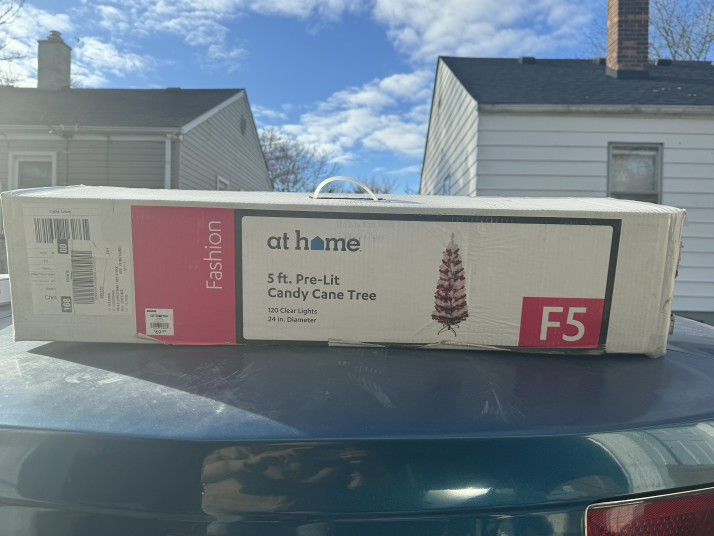 Fashion
at home
5 ft. Pre-Lit
Candy Cane Tree
120 Clear Lights
24 in. Diameter
F5